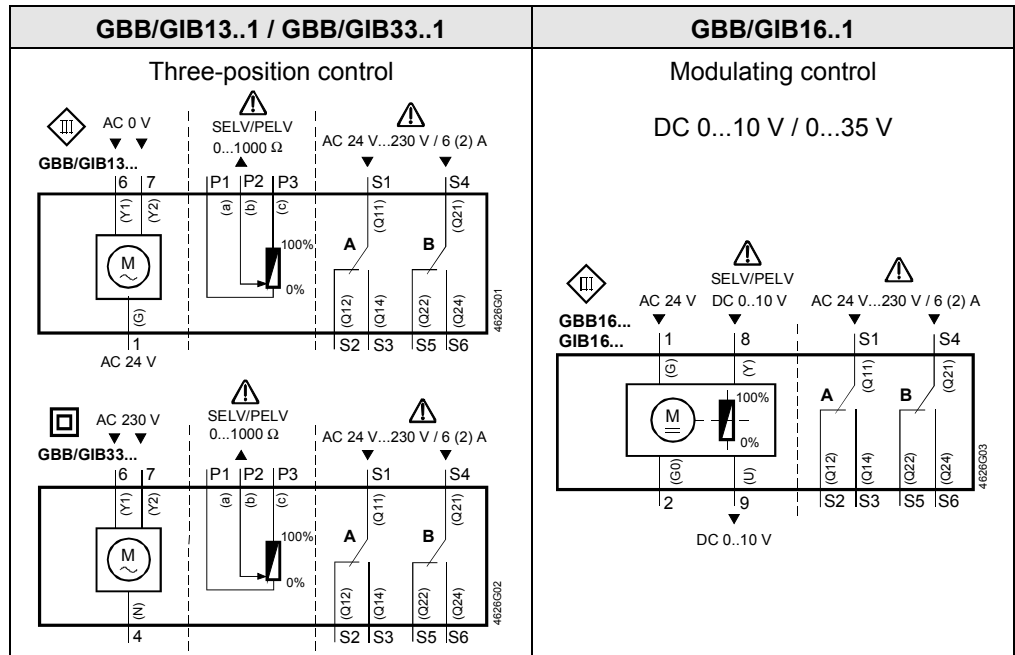 GBB/GIB13..1 / GBB/GIB33..1
Three-position control
III
AC 0 V
SELV/PELV
0...1000 Ω
AC 24 V...230 V / 6 (2) A
GBB/GIB13...
6 7 P1 P2 P3 S1 S4
(Y1) (Y2) (a) (b) (c) (Q11) (Q21)
M
~
100%
0%
A B
(G) (Q12) (Q14) (Q22) (Q24)
1 S2 S3 S5 S6
AC 24 V
4626G01
AC 230 V
SELV/PELV
0...1000 Ω
AC 24 V...230 V / 6 (2) A
GBB/GIB33...
6 7 P1 P2 P3 S1 S4
(Y1) (Y2) (a) (b) (c) (Q11) (Q21)
M
~
100%
0%
A B
(N) (Q12) (Q14) (Q22) (Q24)
4 S2 S3 S5 S6
4626G02
GBB/GIB16..1
Modulating control
DC 0...10 V / 0...35 V
III
SELV/PELV
AC 24 V DC 0..10 V AC 24 V...230 V / 6 (2) A
GBB16...
GIB16...
1 8 S1 S4
(G) (Y) (Q11) (Q21)
M
100%
0%
A B
(G0) (U) (Q12) (Q14) (Q22) (Q24)
2 9 S2 S3 S5 S6
DC 0..10 V
4626G03